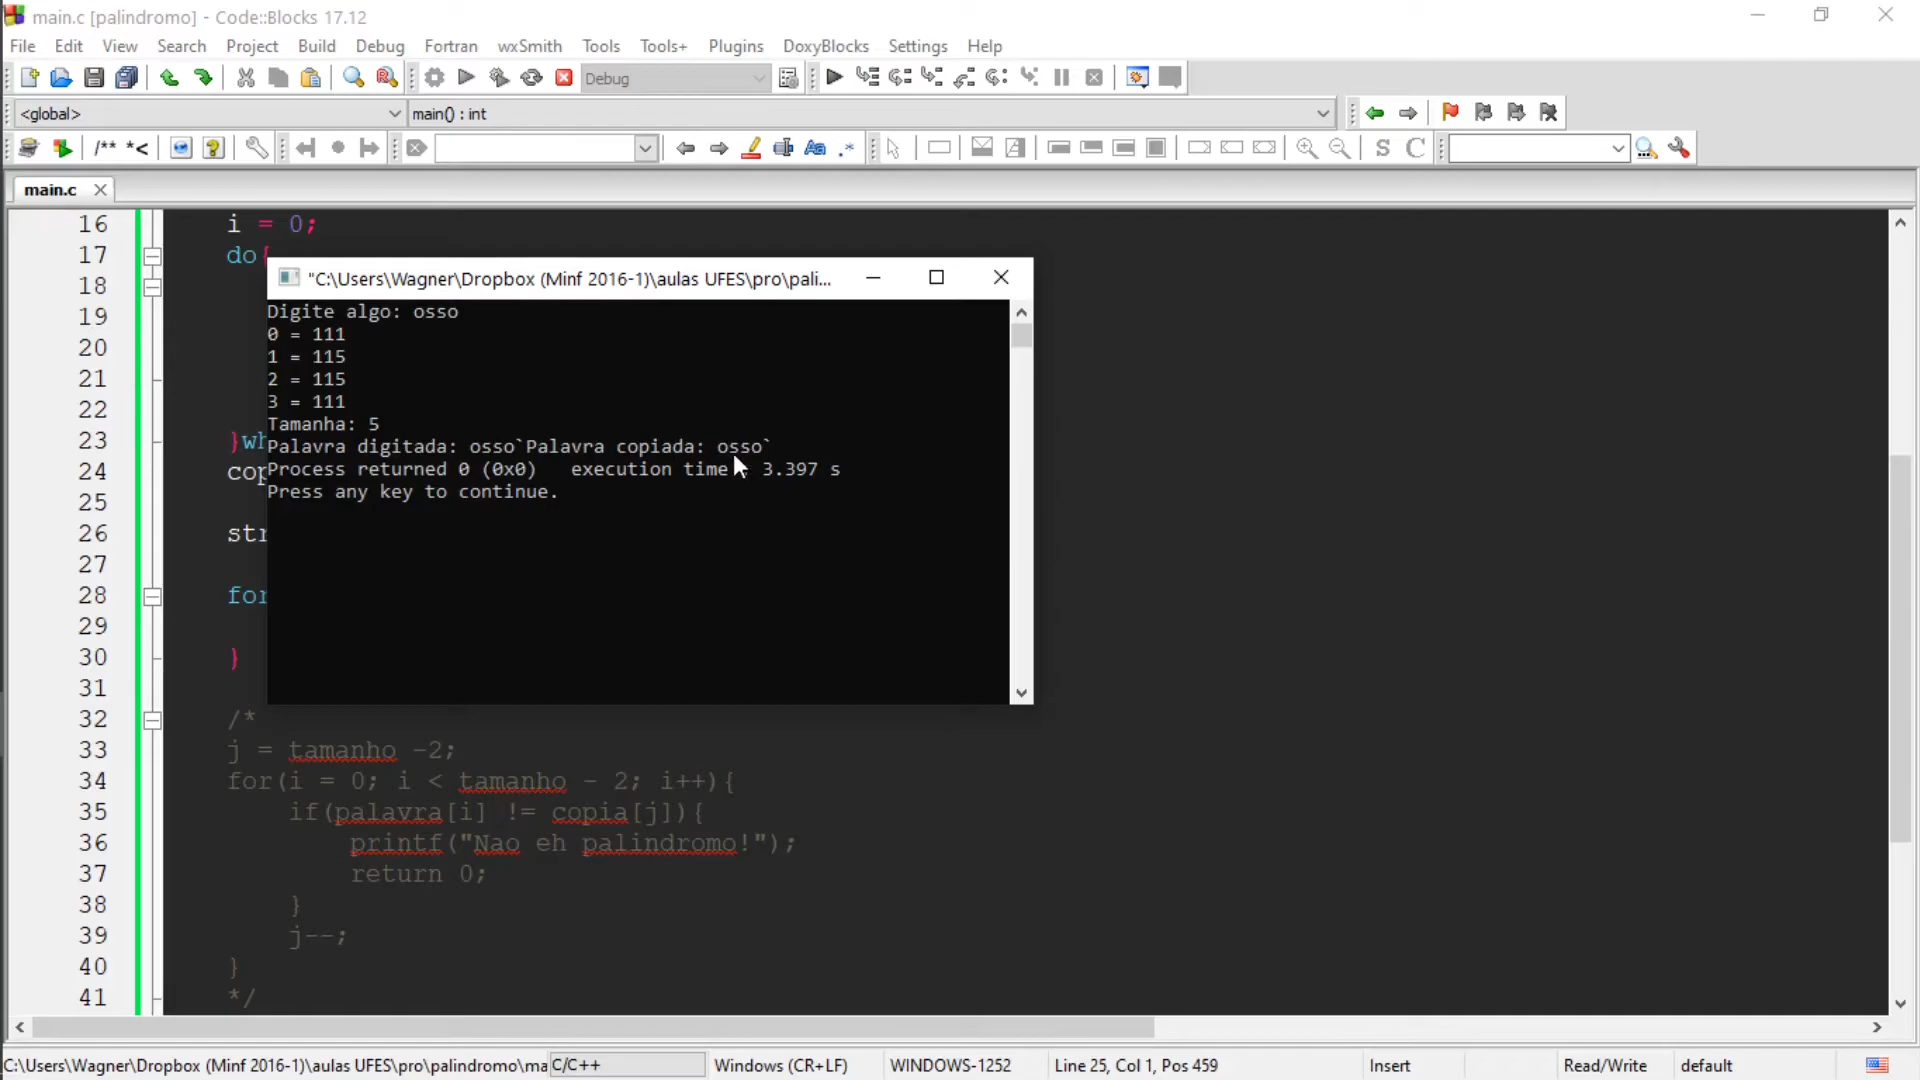 main.c [palindromo] - Code::Blocks 17.12
File Edit View Search Project Build Debug Fortran wxSmith Tools Tools+ Plugins DoxyBlocks Settings Help
Debug
<global> main() : int
/** *< S C
main.c
16 i = 0;
17 do{
18
19
20
21
22
23 }wh
24 cop
25
26 str
27
28 for
29
30 }
31
32 /*
33 j = tamanho -2;
34 for(i = 0; i < tamanho - 2; i++){
35 if(palavra[i] != copia[j]){
36 printf("Nao eh palindromo!");
37 return 0;
38 }
39 j--;
40 }
41 */
"C:\Users\Wagner\Dropbox (Minf 2016-1)\aulas UFES\pro\pali...
Digite algo: osso
0 = 111
1 = 115
2 = 115
3 = 111
Tamanha: 5
Palavra digitada: osso`Palavra copiada: osso`
Process returned 0 (0x0) execution time : 3.397 s
Press any key to continue.
C:\Users\Wagner\Dropbox (Minf 2016-1)\aulas UFES\pro\palindromo\ma C/C++ Windows (CR+LF) WINDOWS-1252 Line 25, Col 1, Pos 459 Insert Read/Write default